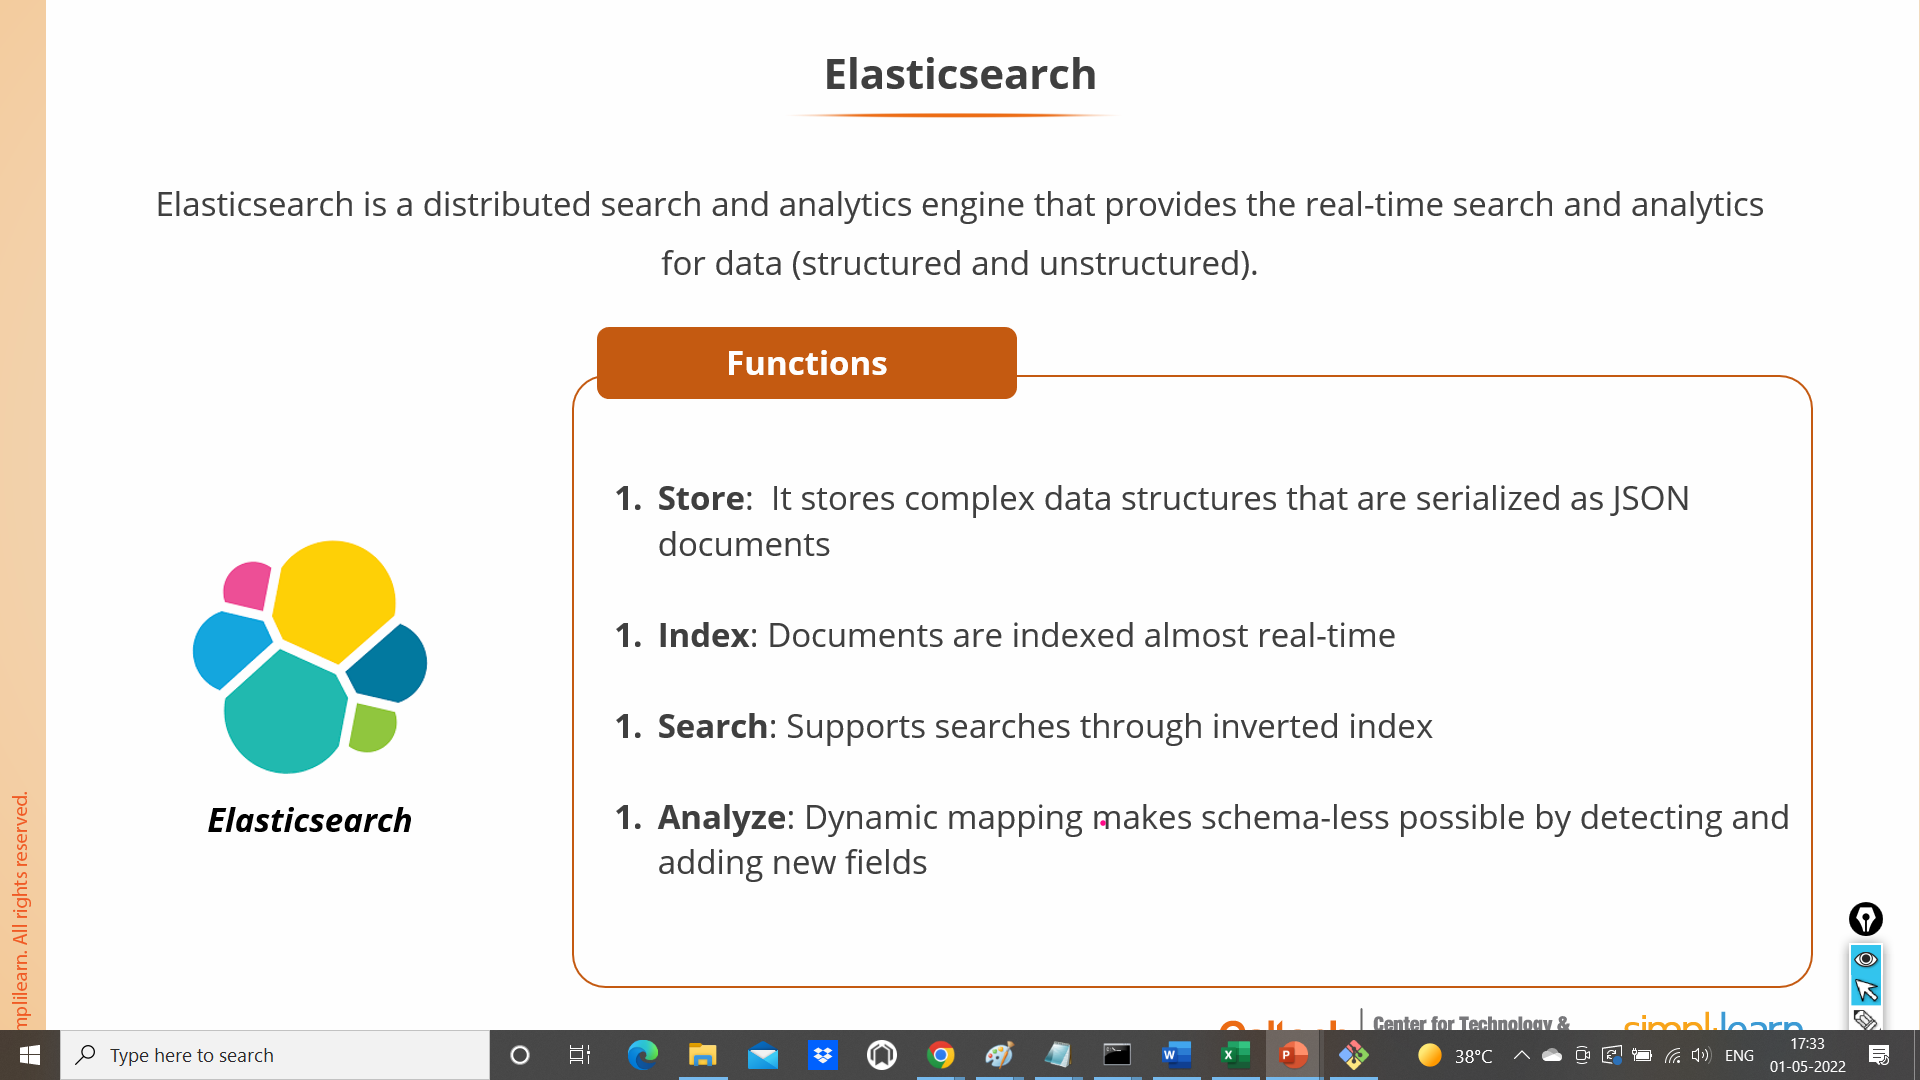 Elasticsearch
Elasticsearch is a distributed search and analytics engine that provides the real-time search and analytics
for data (structured and unstructured).
Functions
1. Store: It stores complex data structures that are serialized as JSON
documents
1. Index: Documents are indexed almost real-time
1. Search: Supports searches through inverted index
1. Analyze: Dynamic mapping makes schema-less possible by detecting and
adding new fields
Elasticsearch
All rights reserved.
Center for Technology &
simplilearn
Type here to search
38°C
ENG
17:33
01-05-2022